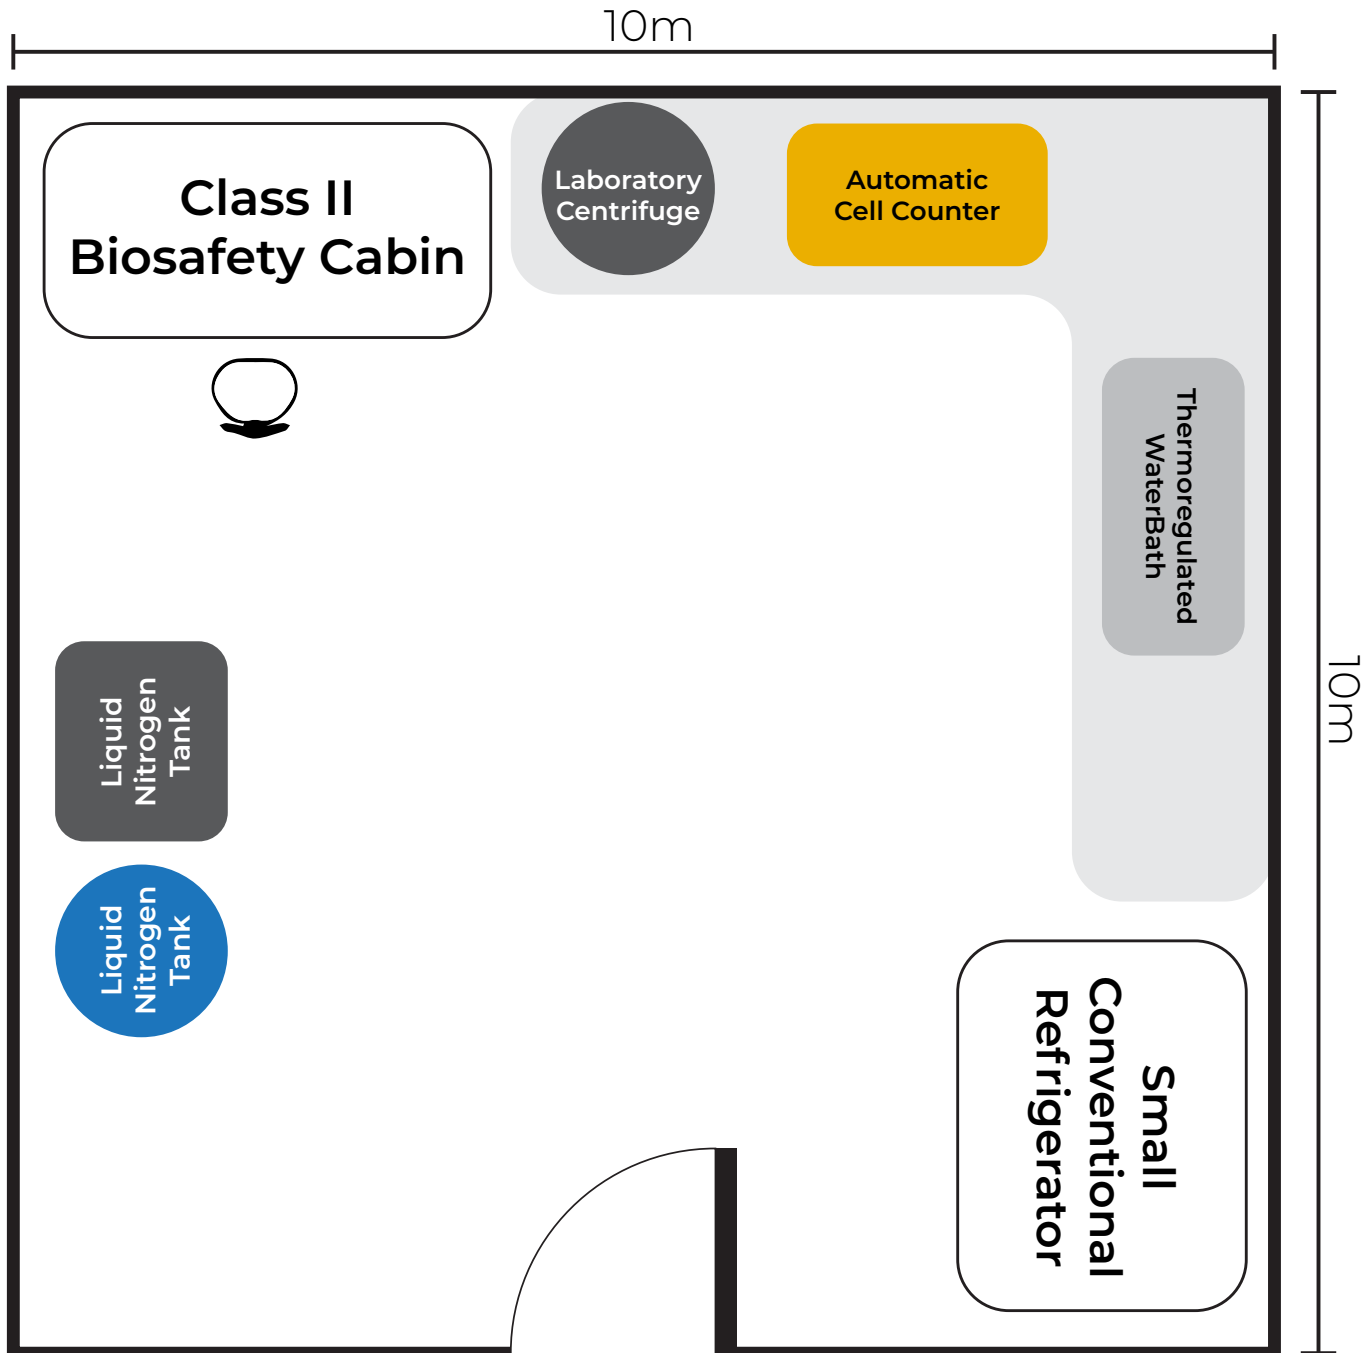 10m
Class II
Biosafety Cabin
Laboratory
Centrifuge
Automatic
Cell Counter
Thermoregulated
WaterBath
10m
Liquid
Nitrogen
Tank
Liquid
Nitrogen
Tank
Small
Conventional
Refrigerator